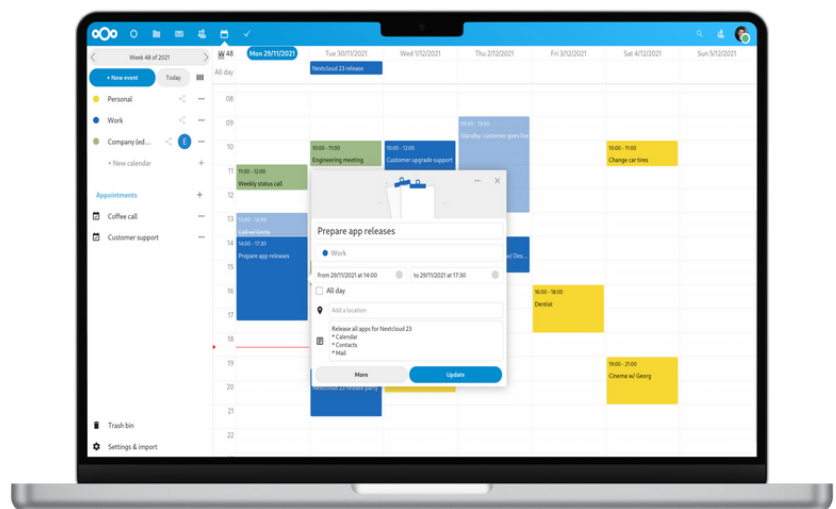 Week 48 of 2021
+ New event
Today
Personal
Work
Company (ed...
E
+ New calendar
Appointments
+
Coffee call
Customer support
Trash bin
Settings & import
W 48
Mon 29/11/2021
Tue 30/11/2021
Wed 1/12/2021
Thu 2/12/2021
Fri 3/12/2021
Sat 4/12/2021
Sun 5/12/2021
All day
Nextcloud 23 release
08
09
10
11
12
13
14
15
16
17
18
19
20
21
22
11:00 - 12:00
Weekly status call
13:00 - 14:00
Call w/ Greta
14:00 - 17:30
Prepare app releases
10:00 - 11:00
Engineering meeting
Nextcloud 23 release party
10:00 - 12:00
Customer upgrade support
Standby: customer goes live
w/ Des...
16:00 - 18:00
Dentist
10:00 - 11:00
Change car tires
19:00 - 21:00
Cinema w/ Georg
Prepare app releases
Work
from 29/11/2021 at 14:00
to 29/11/2021 at 17:30
All day
Add a location
Release all apps for Nextcloud 23
* Calendar
* Contacts
* Mail
More
Update